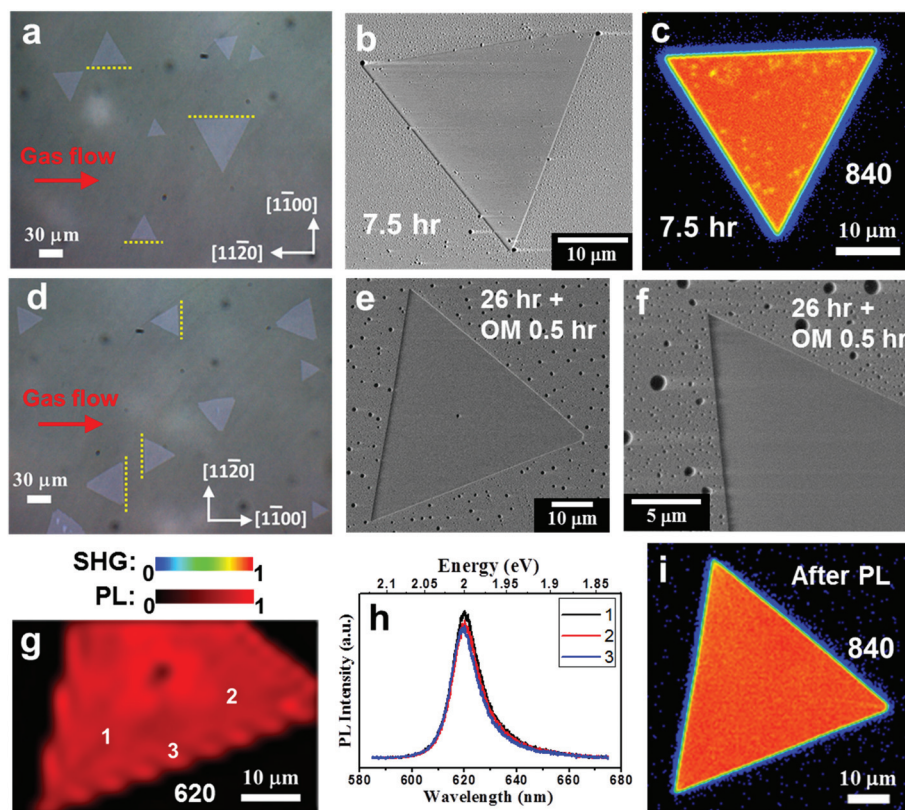 a
Gas flow
30 μm
[11̅00]
[112̅0]
b
7.5 hr
10 μm
c
840
7.5 hr
10 μm
d
Gas flow
30 μm
[112̅0]
[11̅00]
e
26 hr +
OM 0.5 hr
10 μm
f
26 hr +
OM 0.5 hr
5 μm
SHG: 0 1
PL: 0 1
g
1
2
3
620
10 μm
Energy (eV)
2.1 2.05 2 1.95 1.9 1.85
h
1
2
3
PL Intensity (a.u.)
580 600 620 640 660 680
Wavelength (nm)
i
After PL
840
10 μm